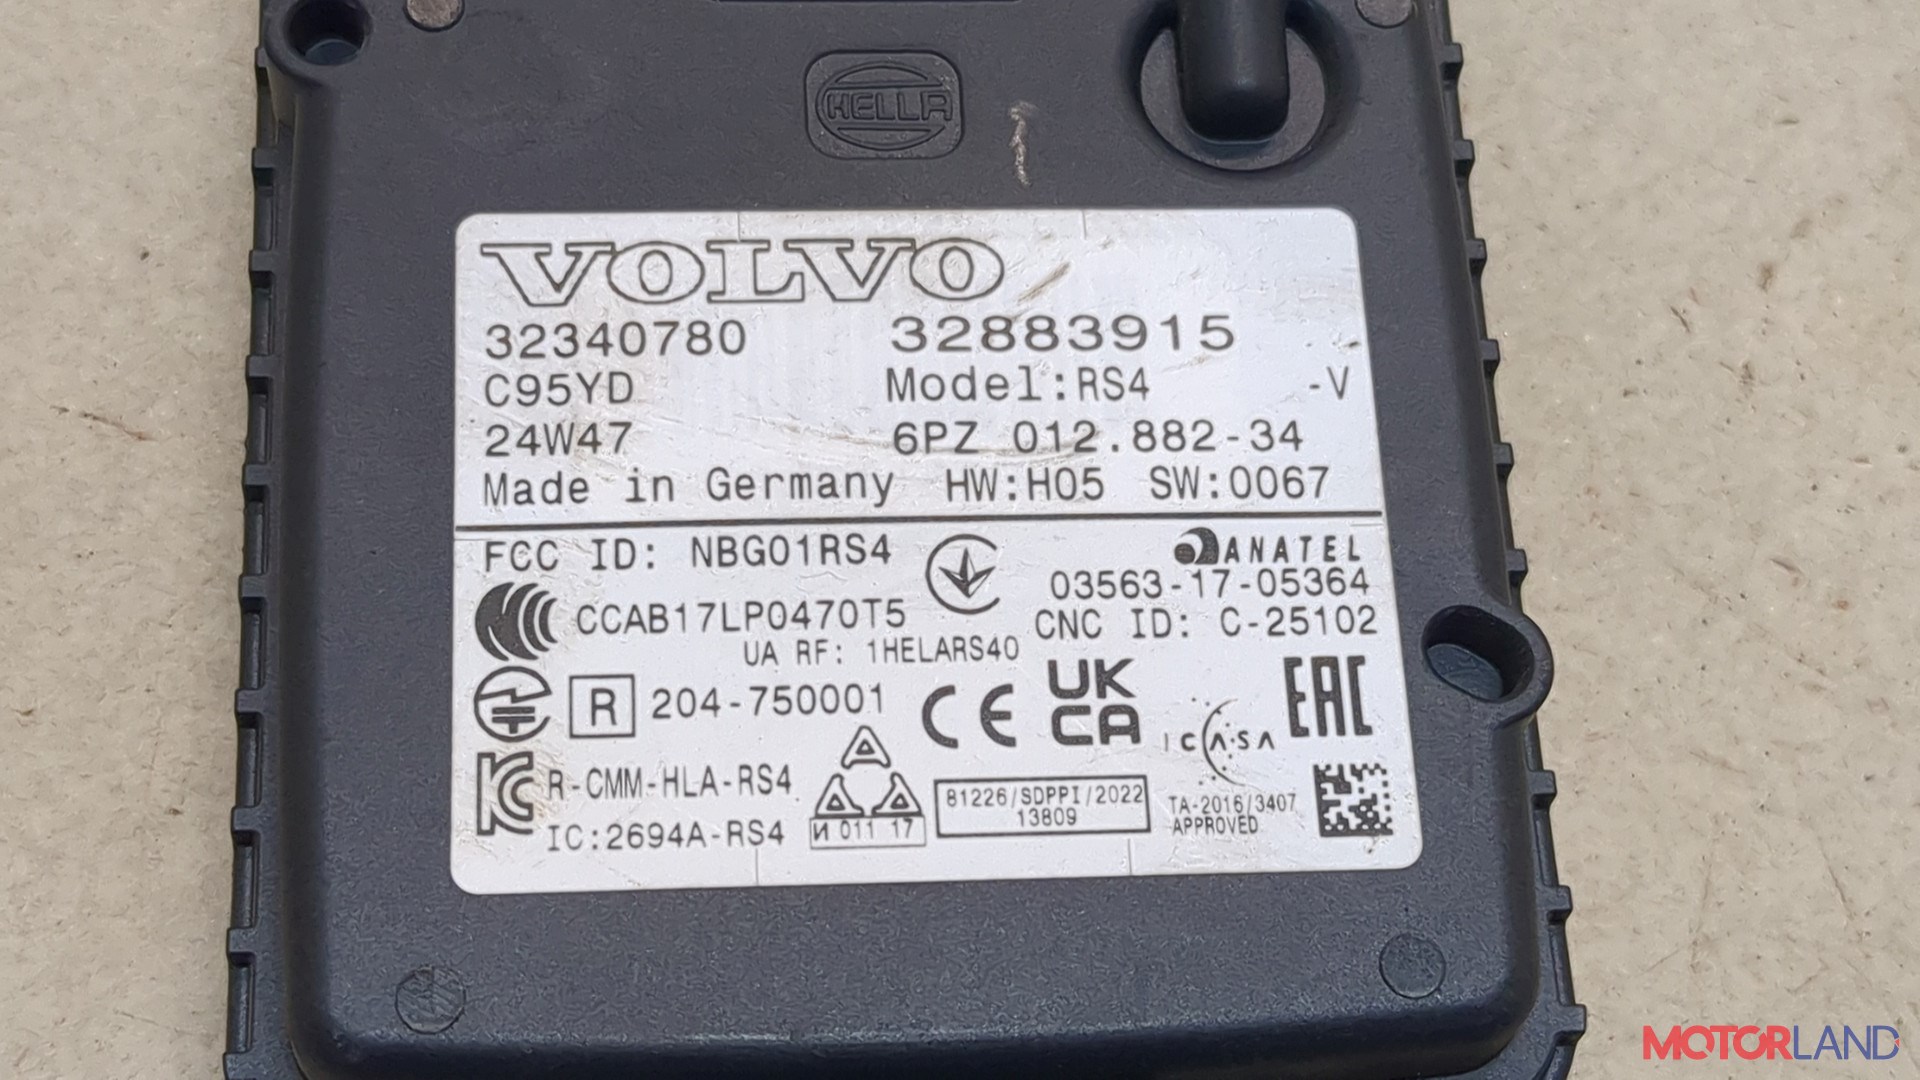 HELLA
VOLVO
32340780 32883915
C95YD Model:RS4 -V
24W47 6PZ 012.882-34
Made in Germany HW:H05 SW:0067
FCC ID: NBG01RS4 ANATEL
03563-17-05364
CCAB17LP0470T5 CNC ID: C-25102
UA RF: 1HELARS40
R 204-750001 CE UK CA ICASA EAC
R-CMM-HLA-RS4
IC:2694A-RS4
И 011 17
81226/SDPPI/2022
13809
TA-2016/3407
APPROVED
MOTORLAND